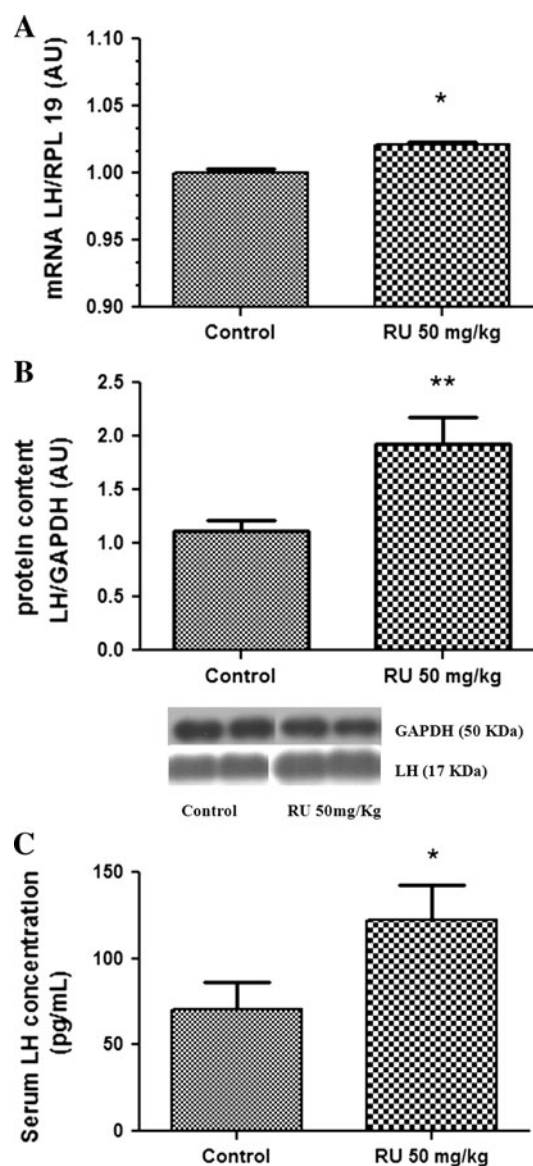 A
mRNA LH/RPL 19 (AU)
1.10
1.05
1.00
0.95
0.90
*
Control
RU 50 mg/kg
B
protein content
LH/GAPDH (AU)
2.5
2.0
1.5
1.0
0.5
0.0
**
Control
RU 50 mg/kg
GAPDH (50 KDa)
LH (17 KDa)
Control
RU 50mg/Kg
C
Serum LH concentration
(pg/mL)
150
100
50
0
*
Control
RU 50 mg/kg